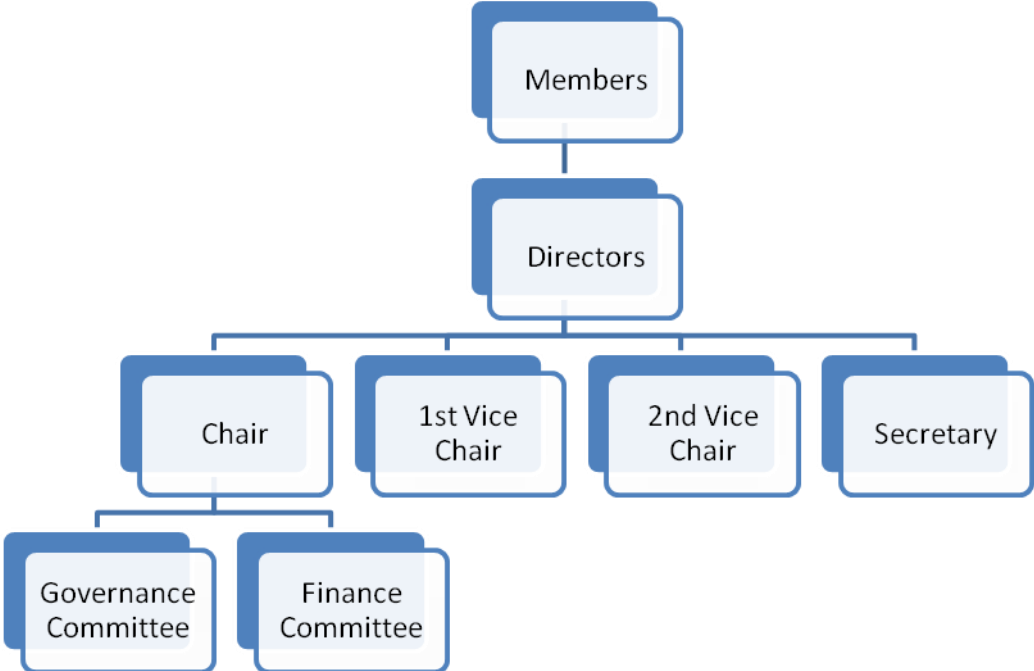 Members
Directors
Chair
1st Vice
Chair
2nd Vice
Chair
Secretary
Governance
Committee
Finance
Committee